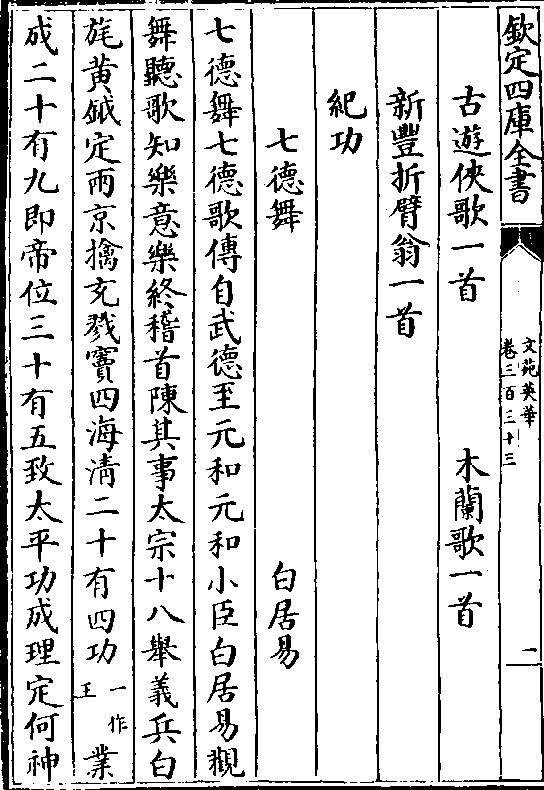 欽定四庫全書
文苑英華
卷三百三十三
二
古遊俠歌一首 木蘭歌一首
新豐折臂翁一首
紀功
七德舞 白居易
七德舞七德歌傳自武德至元和元和小臣白居易觀
舞聽歌知樂意樂終稽首陳其事太宗十八舉義兵白
旄黃鉞定兩京擒充戮竇四海清二十有四功一作王業
成二十有九即帝位三十有五致太平功成理定何神